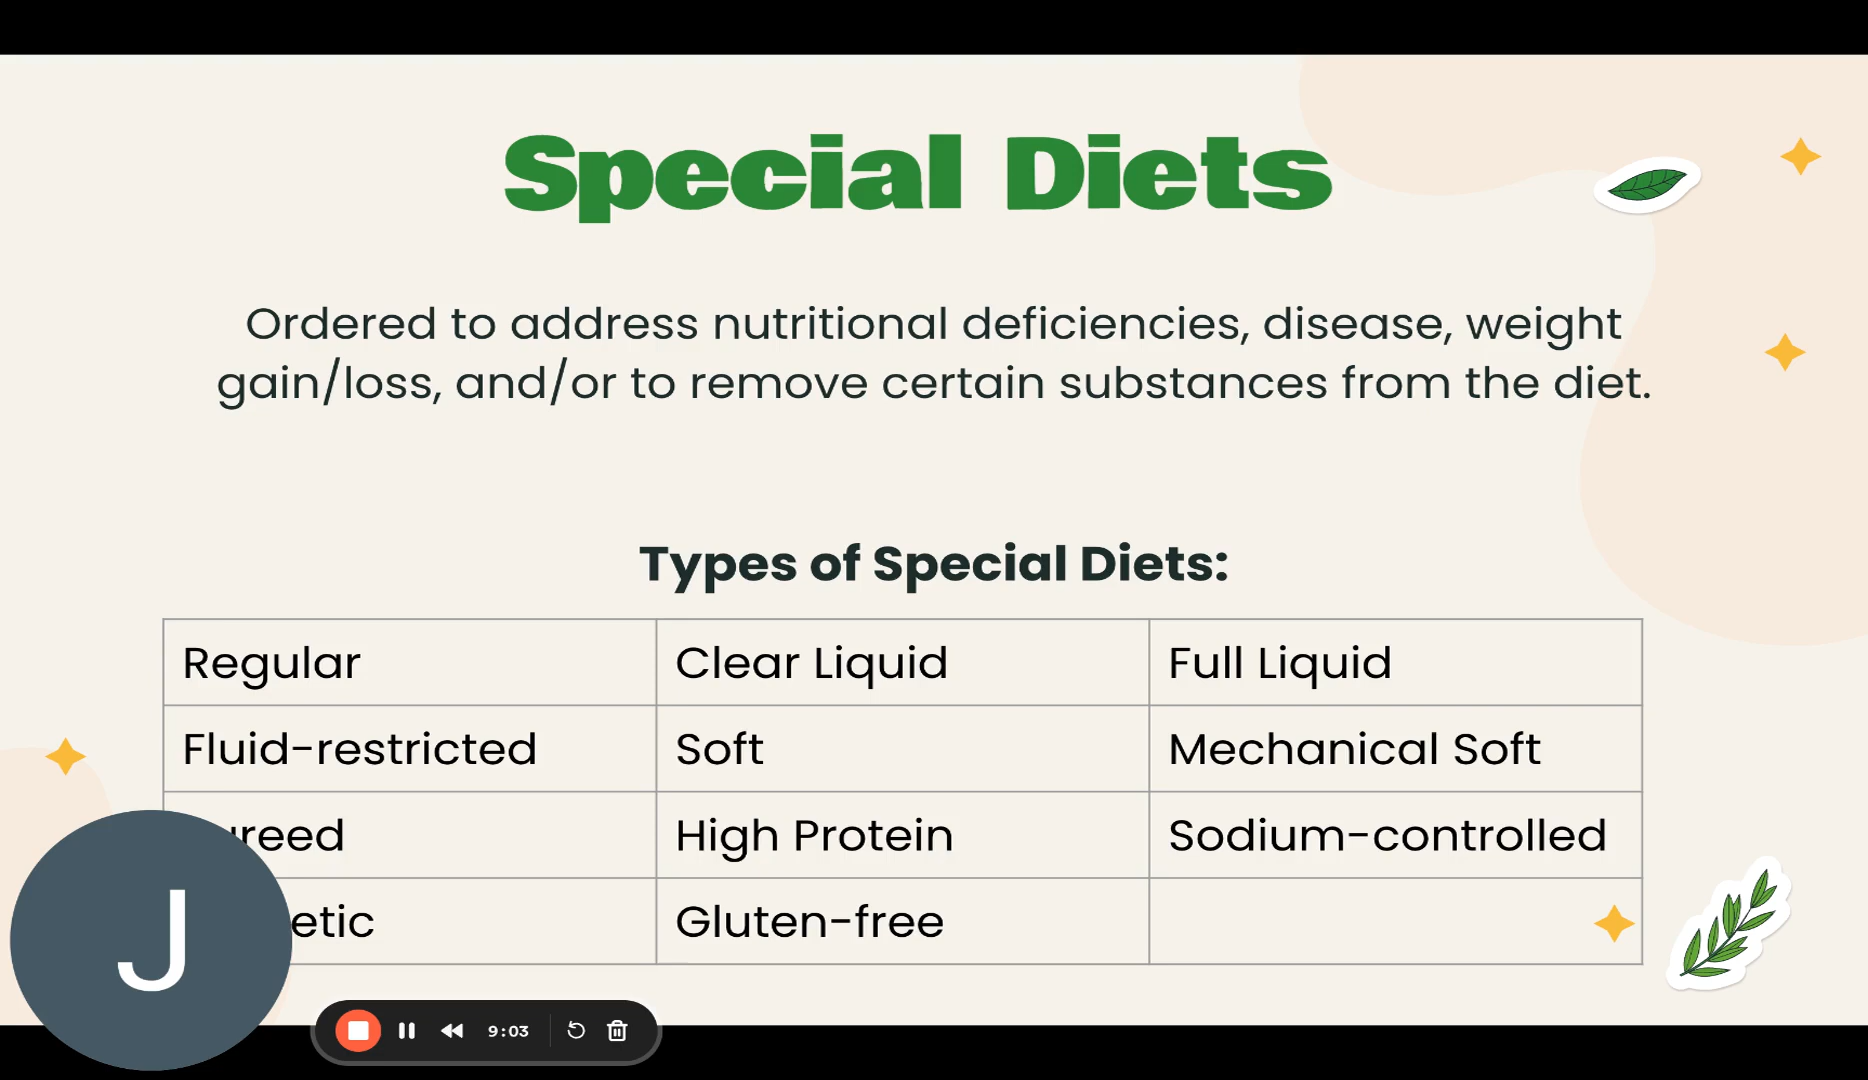 Special Diets
Ordered to address nutritional deficiencies, disease, weight
gain/loss, and/or to remove certain substances from the diet.
Types of Special Diets:
Regular Clear Liquid Full Liquid
Fluid-restricted Soft Mechanical Soft
High Protein Sodium-controlled
Gluten-free
J
9:03